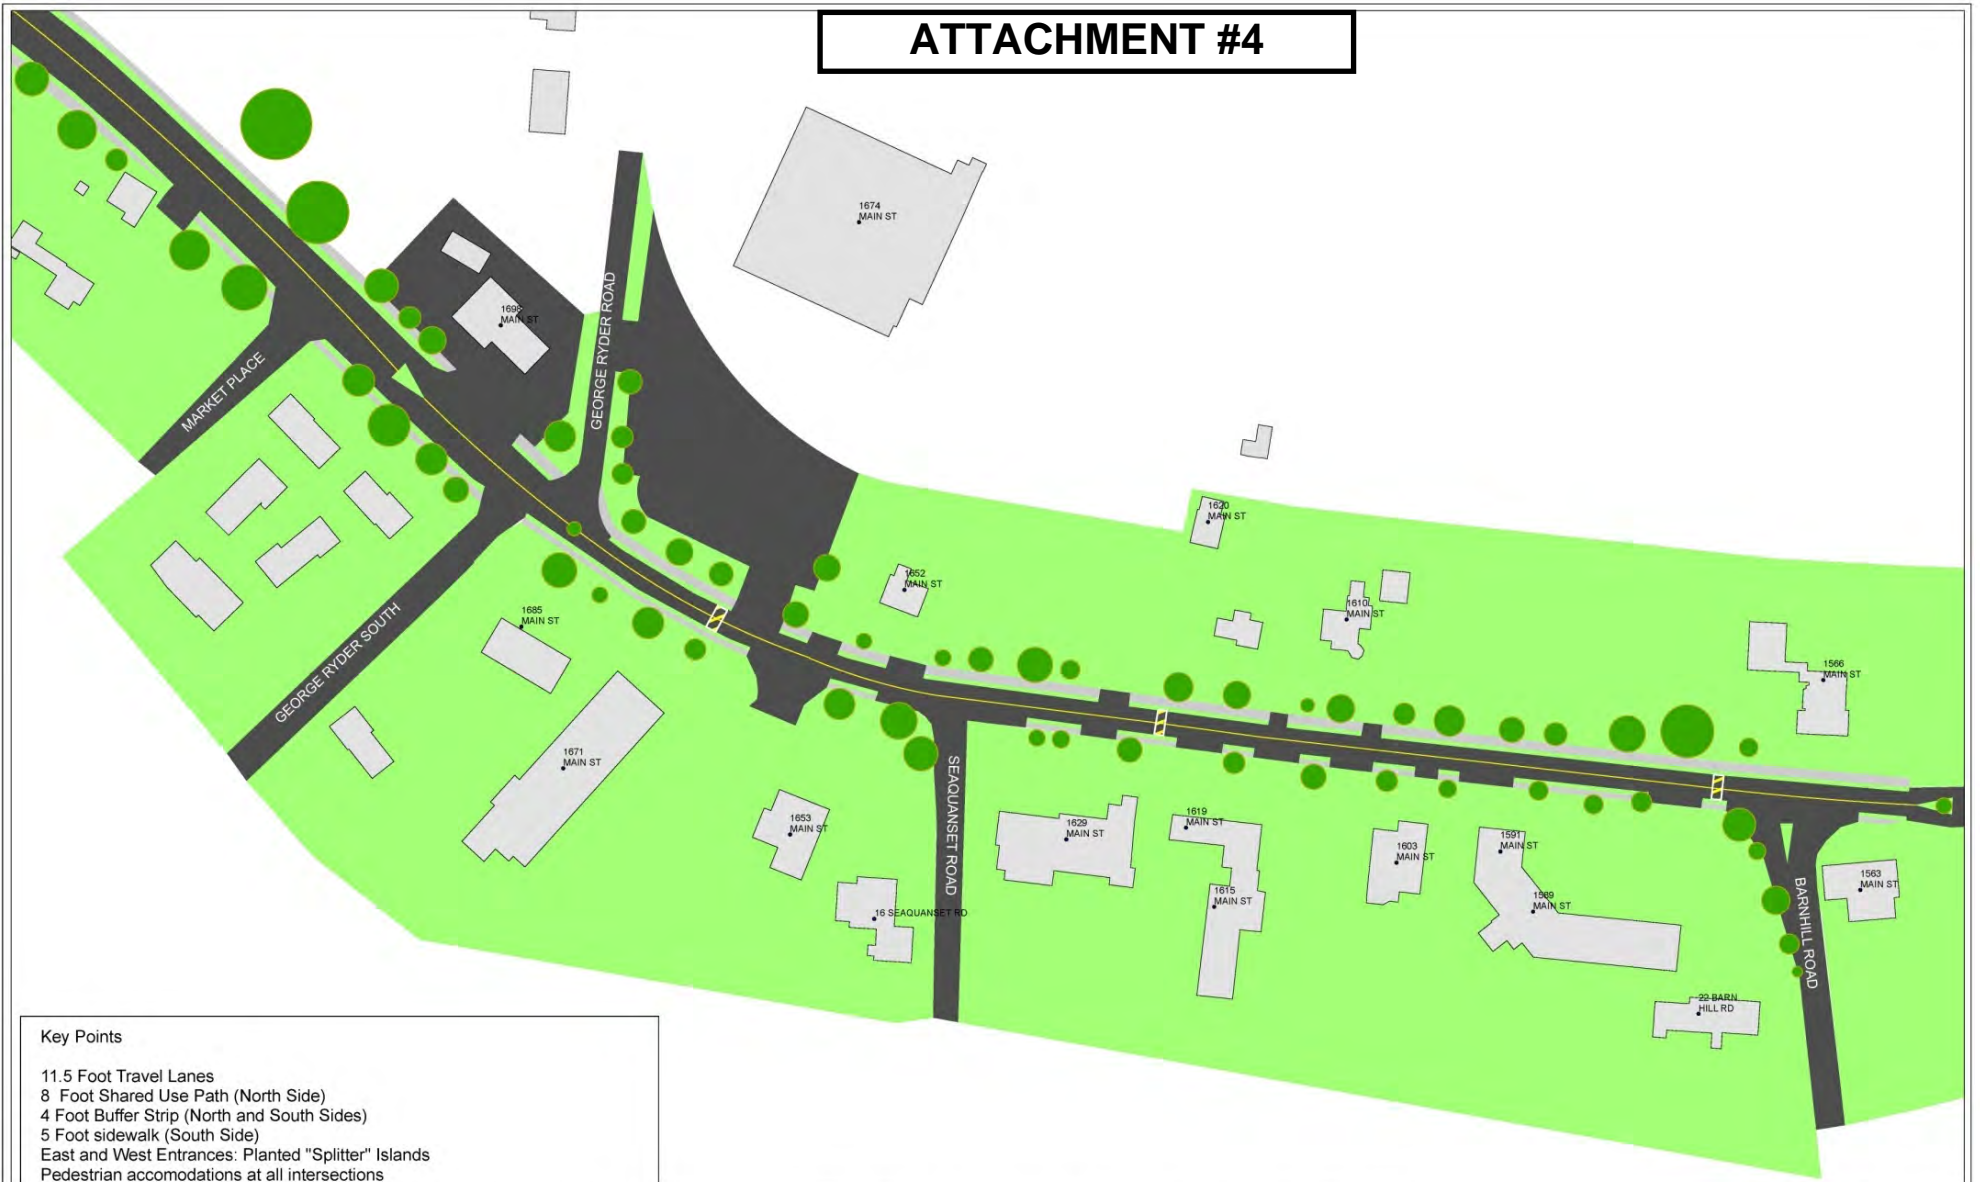 ATTACHMENT #4
1674
MAIN ST
1698
MAIN ST
GEORGE RYDER ROAD
MARKET PLACE
1620
MAIN ST
1652
MAIN ST
1610
MAIN ST
1685
MAIN ST
GEORGE RYDER SOUTH
1566
MAIN ST
1671
MAIN ST
SEAQUANSET ROAD
1653
MAIN ST
1629
MAIN ST
1619
MAIN ST
1603
MAIN ST
1591
MAIN ST
1563
MAIN ST
16 SEAQUANSET RD
1615
MAIN ST
1589
MAIN ST
BARNHILL ROAD
22 BARN
HILL RD
Key Points
11.5 Foot Travel Lanes
8 Foot Shared Use Path (North Side)
4 Foot Buffer Strip (North and South Sides)
5 Foot sidewalk (South Side)
East and West Entrances: Planted "Splitter" Islands
Pedestrian accomodations at all intersections